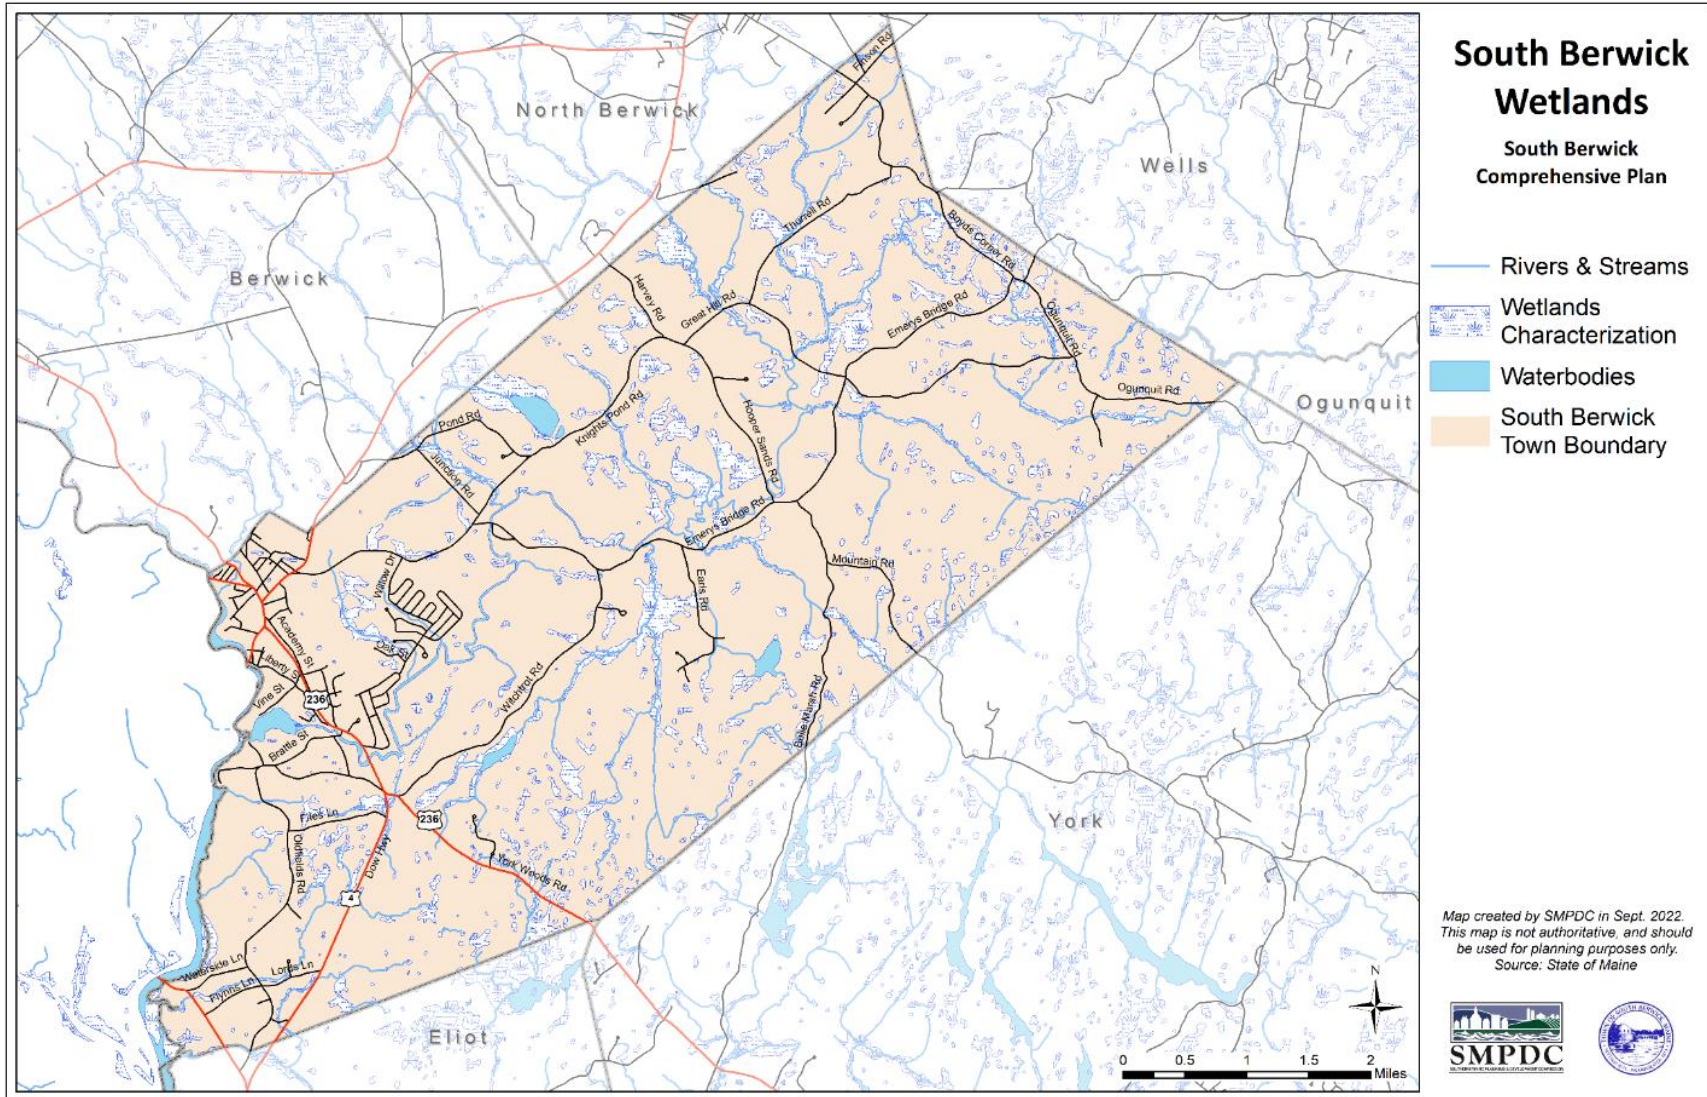 South Berwick
Wetlands
South Berwick
Comprehensive Plan
Rivers & Streams
Wetlands
Characterization
Waterbodies
South Berwick
Town Boundary
North Berwick
Wells
Berwick
Ogunquit
York
Eliot
Thurrell Rd
Boyds Corner Rd
Harvey Rd
Great Hill Rd
Emerys Bridge Rd
Ogunquit Rd
Ogunquit Rd
Pond Rd
Knights Pond Rd
Hooper Sands Rd
Junction Rd
Emerys Bridge Rd
Mountain Rd
Willow Dr
Earls Rd
Academy St
Oak St
Liberty St
Vine St
236
Witchtrot Rd
Belle Marsh Rd
Brattle St
Files Ln
236
Oldfields Rd
Dow Hwy
York Woods Rd
4
Waterside Ln
Lords Ln
Flynns Ln
N
0 0.5 1 1.5 2
Miles
Map created by SMPDC in Sept. 2022.
This map is not authoritative, and should
be used for planning purposes only.
Source: State of Maine
SMPDC